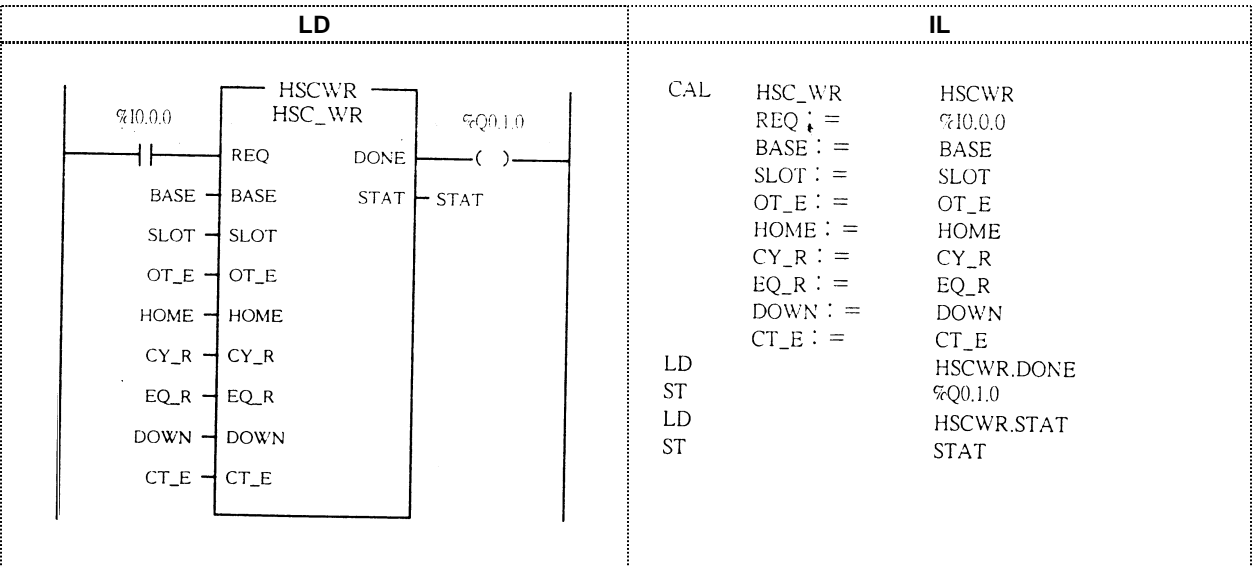 LD
IL
HSCWR
HSC_WR
%I0.0.0
%Q0.1.0
REQ DONE
BASE BASE STAT STAT
SLOT SLOT
OT_E OT_E
HOME HOME
CY_R CY_R
EQ_R EQ_R
DOWN DOWN
CT_E CT_E
CAL HSC_WR HSCWR
REQ := %I0.0.0
BASE := BASE
SLOT := SLOT
OT_E := OT_E
HOME := HOME
CY_R := CY_R
EQ_R := EQ_R
DOWN := DOWN
CT_E := CT_E
LD HSCWR.DONE
ST %Q0.1.0
LD HSCWR.STAT
ST STAT